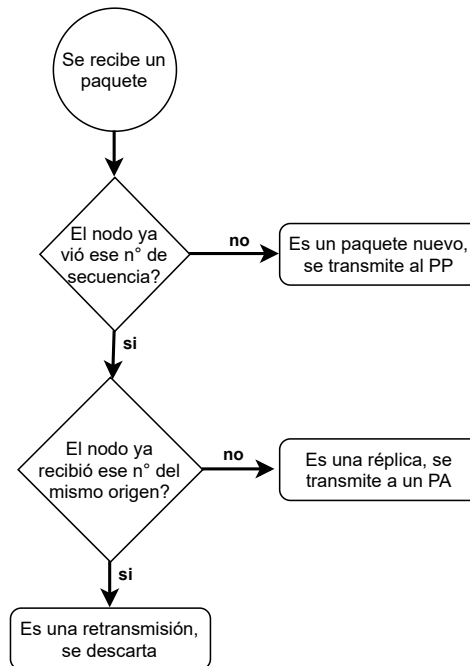 Se recibe un
paquete
El nodo ya
vió ese n° de
secuencia?
no
Es un paquete nuevo,
se transmite al PP
si
El nodo ya
recibió ese n° del
mismo origen?
no
Es una réplica, se
transmite a un PA
si
Es una retransmisión,
se descarta